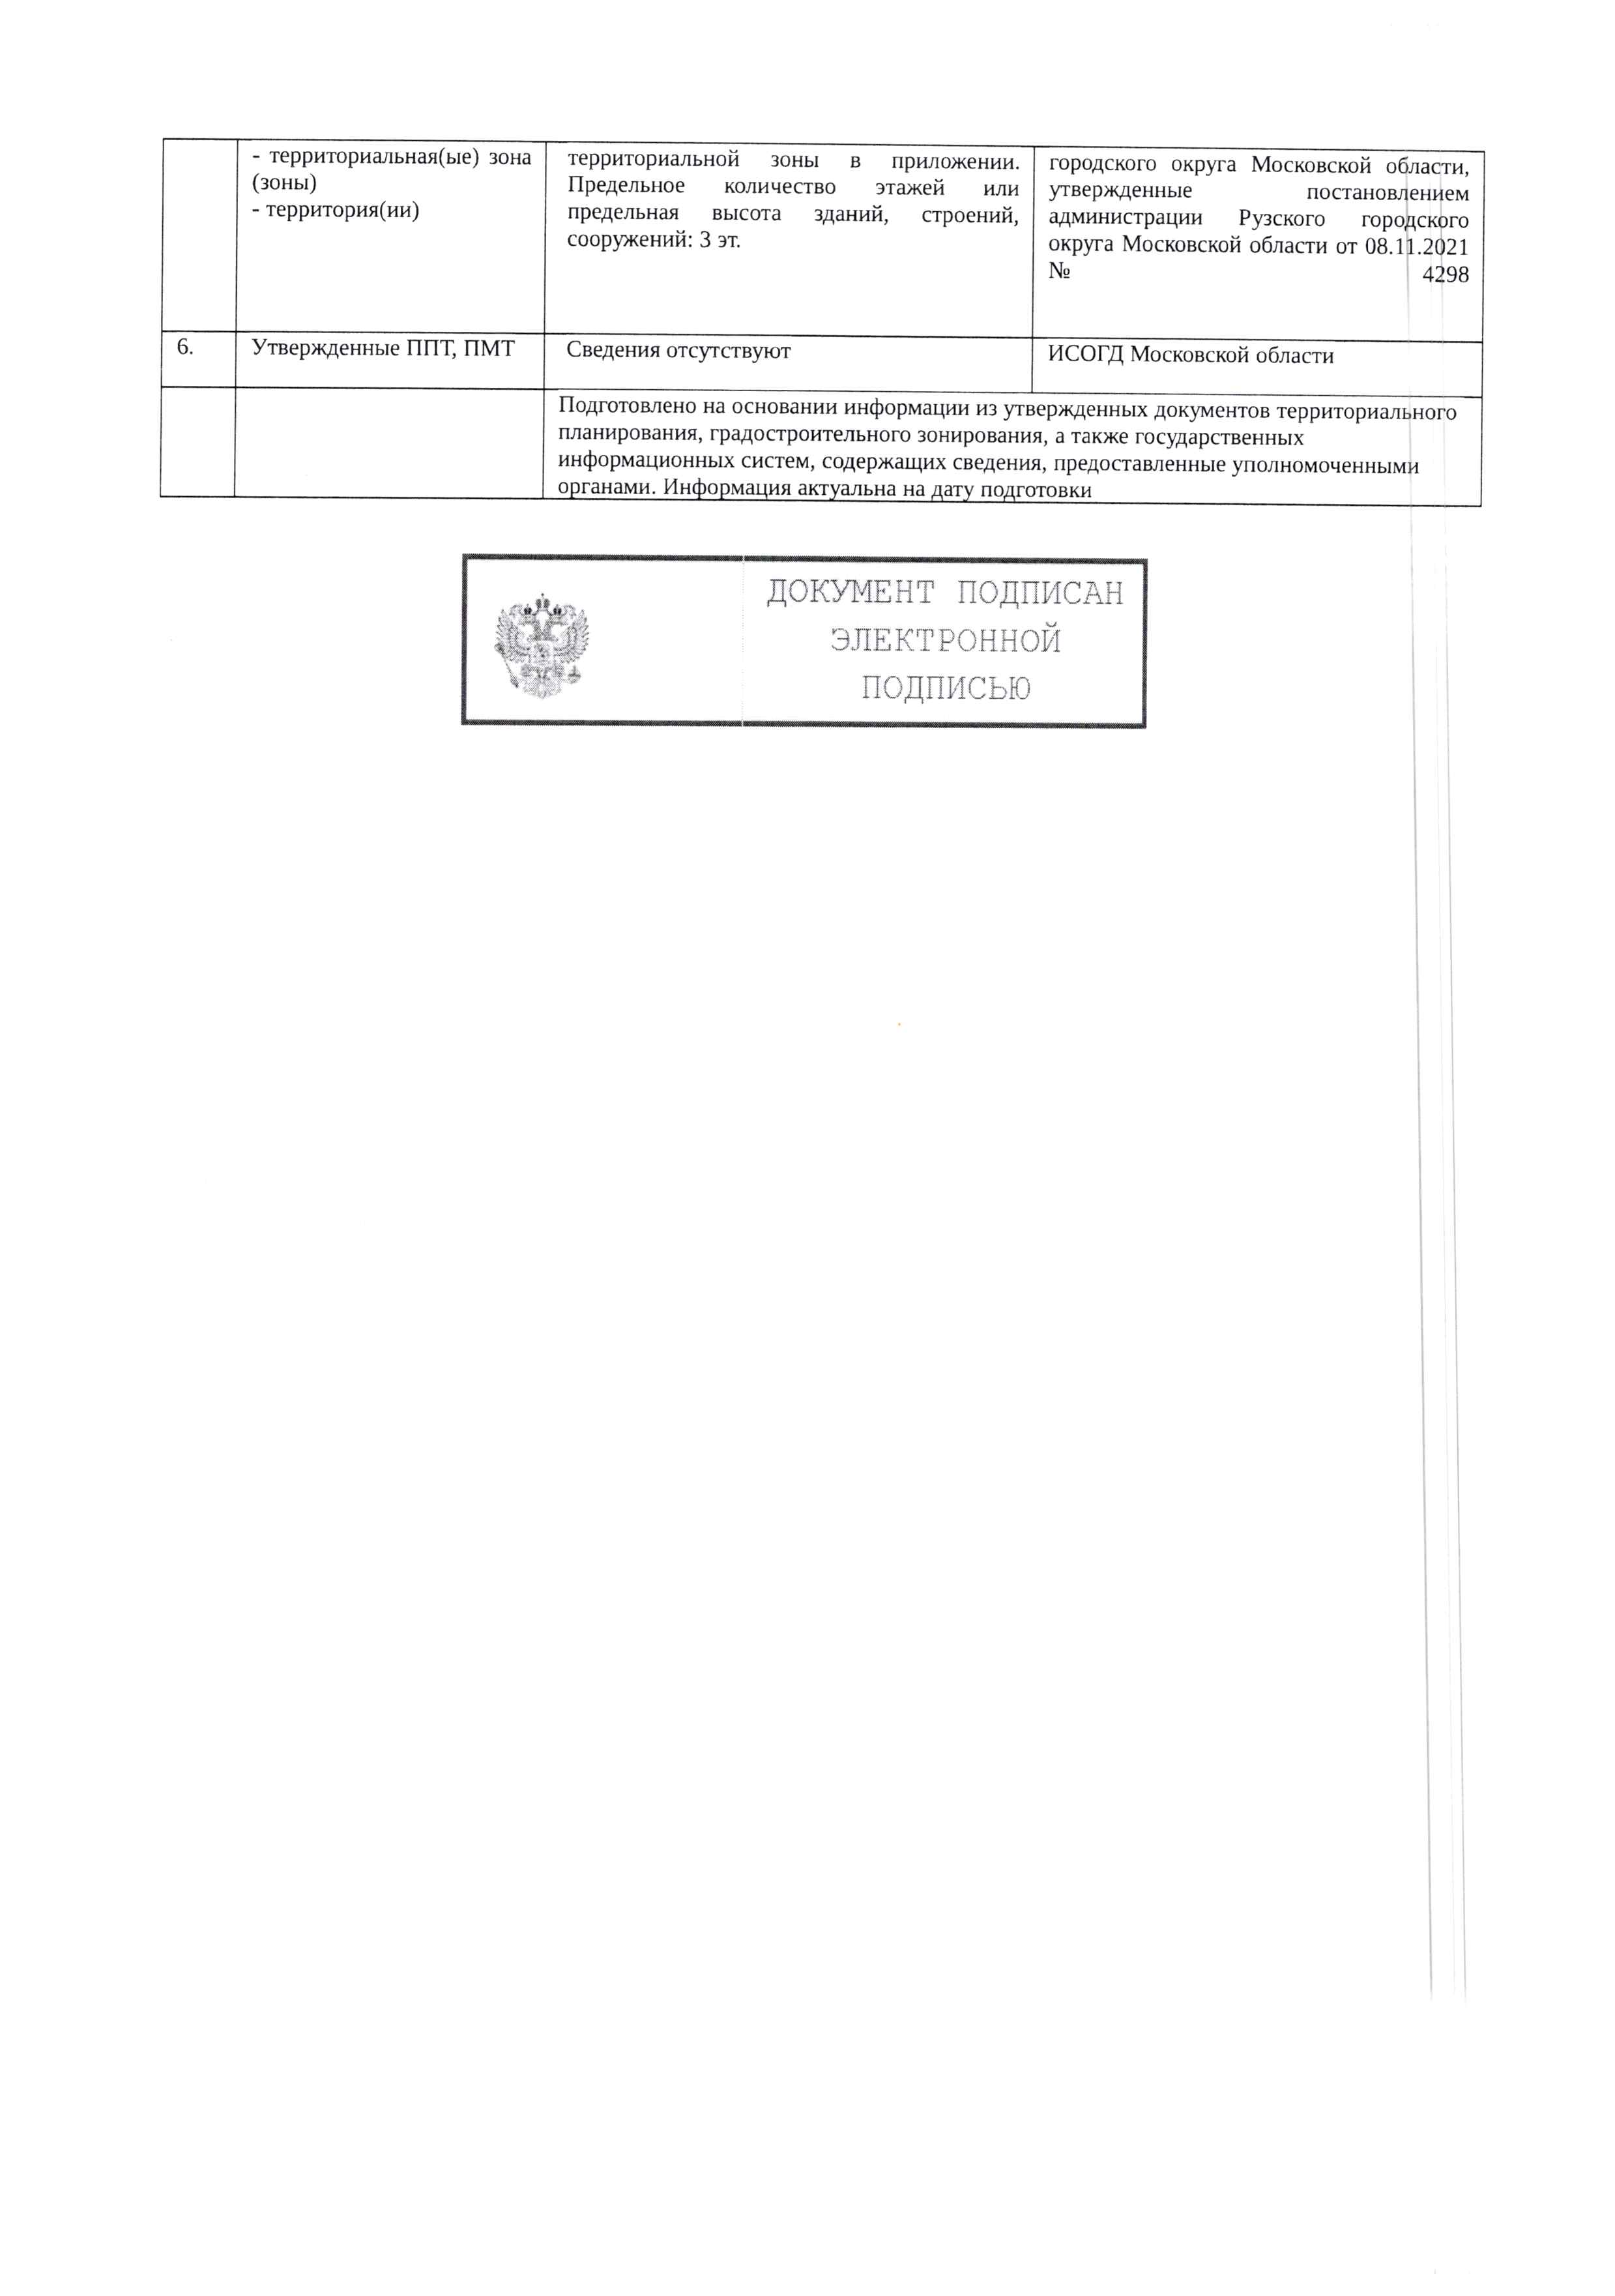 - территориальная(ые) зона
(зоны)
- территория(ии)
территориальной зоны в приложении.
Предельное количество этажей или
предельная высота зданий, строений,
сооружений: 3 эт.
городского округа Московской области,
утвержденные постановлением
администрации Рузского городского
округа Московской области от 08.11.2021
№ 4298
6.
Утвержденные ППТ, ПМТ
Сведения отсутствуют
ИСОГД Московской области
Подготовлено на основании информации из утвержденных документов территориального
планирования, градостроительного зонирования, а также государственных
информационных систем, содержащих сведения, предоставленные уполномоченными
органами. Информация актуальна на дату подготовки
ДОКУМЕНТ ПОДПИСАН
ЭЛЕКТРОННОЙ
ПОДПИСЬЮ